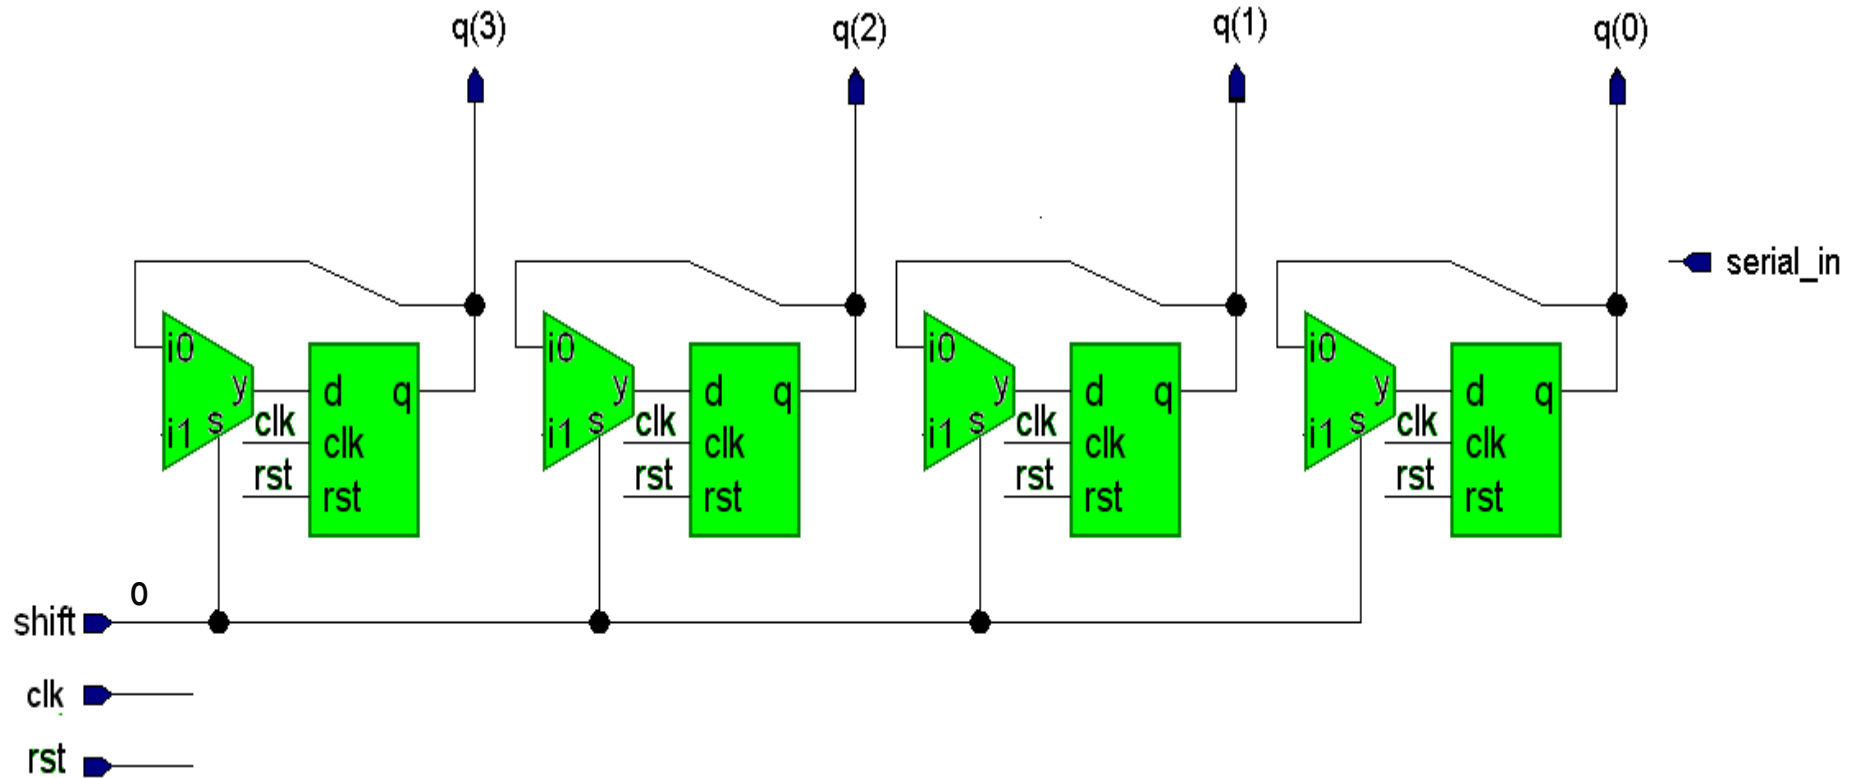 q(3) q(2) q(1) q(0)
serial_in
i0 i0 i0 i0
y d q y d q y d q y d q
i1 s clk i1 s clk i1 s clk i1 s clk
clk clk clk clk
rst rst rst rst
rst rst rst rst
0
shift
clk
rst